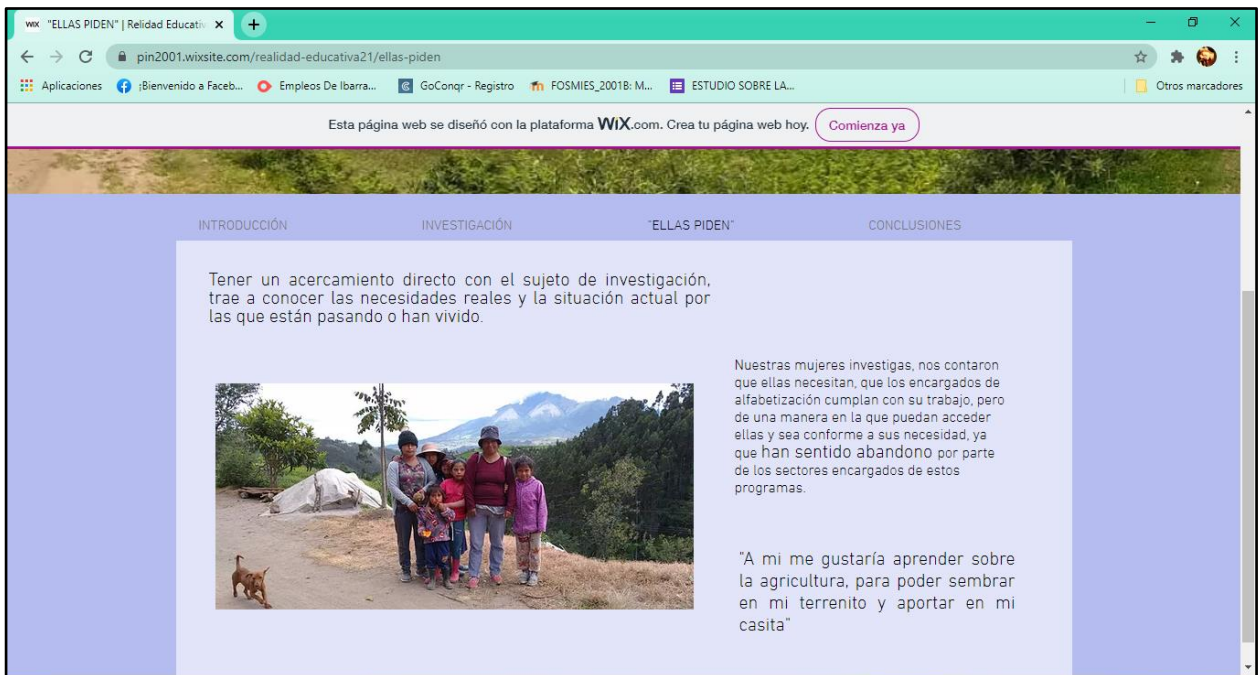 WiX "ELLAS PIDEN" | Relidad Educativ
pin2001.wixsite.com/realidad-educativa21/ellas-piden
Aplicaciones
¡Bienvenido a Faceb...
Empleos De Ibarra...
GoConqr - Registro
FOSMIES_2001B: M...
ESTUDIO SOBRE LA...
Otros marcadores
Esta página web se diseñó con la plataforma WiX.com. Crea tu página web hoy.
Comienza ya
INTRODUCCIÓN
INVESTIGACIÓN
"ELLAS PIDEN"
CONCLUSIONES
Tener un acercamiento directo con el sujeto de investigación,
trae a conocer las necesidades reales y la situación actual por
las que están pasando o han vivido.
Nuestras mujeres investigas, nos contaron
que ellas necesitan, que los encargados de
alfabetización cumplan con su trabajo, pero
de una manera en la que puedan acceder
ellas y sea conforme a sus necesidad, ya
que han sentido abandono por parte
de los sectores encargados de estos
programas.
"A mi me gustaría aprender sobre
la agricultura, para poder sembrar
en mi terrenito y aportar en mi
casita"